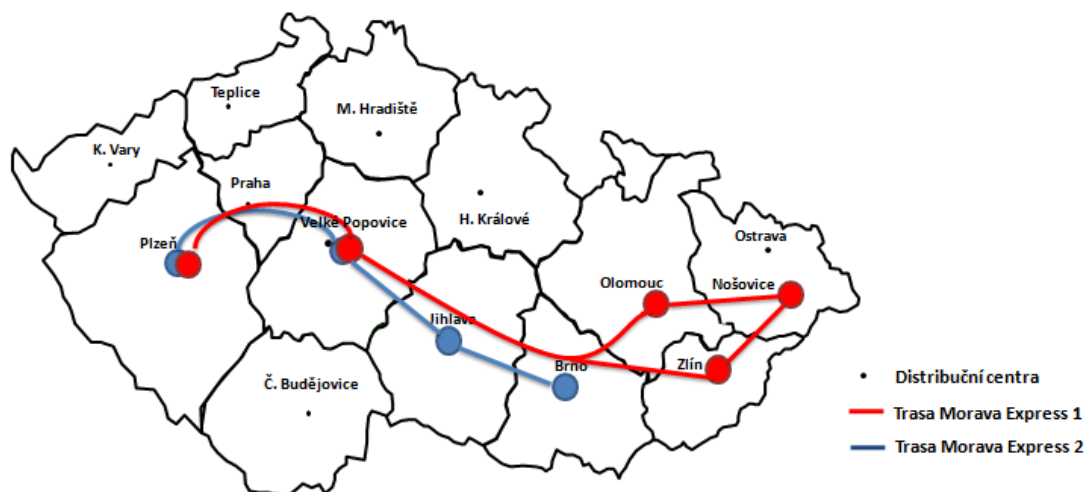 Teplice
M. Hradiště
K. Vary
Praha
H. Králové
Velké Popovice
Plzeň
Ostrava
Olomouc
Nošovice
Jihlava
Brno
Zlín
Č. Budějovice
Distribuční centra
Trasa Morava Express 1
Trasa Morava Express 2